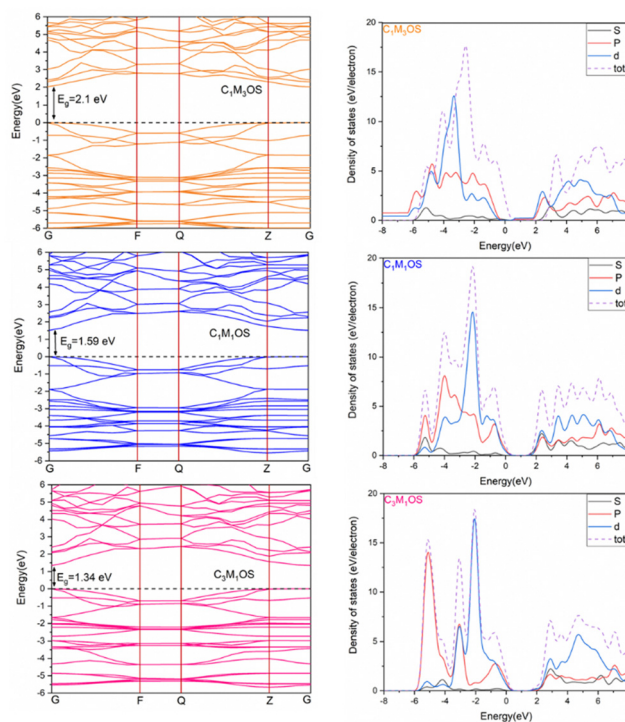 6
5
4
3
2
1
0
-1
-2
-3
-4
-5
-6
Energy(eV)
E_g=2.1 eV
C₁M₃OS
G F Q Z G
20
15
10
5
0
Density of states (eV/electron)
C₁M₃OS
S
P
d
tot
-8 -6 -4 -2 0 2 4 6
Energy(eV)
6
5
4
3
2
1
0
-1
-2
-3
-4
-5
-6
Energy(eV)
E_g=1.59 eV
C₁M₁OS
G F Q Z G
20
15
10
5
0
Density of states (eV/electron)
C₁M₁OS
S
P
d
tot
-8 -6 -4 -2 0 2 4 6
Energy(eV)
6
5
4
3
2
1
0
-1
-2
-3
-4
-5
-6
Energy(eV)
E_g=1.34 eV
C₃M₁OS
G F Q Z G
20
15
10
5
0
Density of states (eV/electron)
C₃M₁OS
S
P
d
tot
-8 -6 -4 -2 0 2 4 6
Energy(eV)